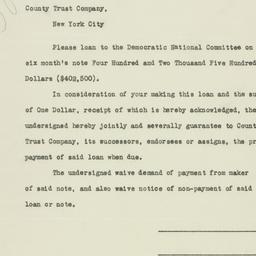 County Trust Company,
New York City
Please loan to the Democratic National Committee on
six month's note Four Hundred and Two Thousand Five Hundred
Dollars ($402,500).
In consideration of your making this loan and the su
of One Dollar, receipt of which is hereby acknowledged, the
undersigned hereby jointly and severally guarantee to Count
Trust Company, its successors, endorsees or assigns, the pr
payment of said loan when due.
The undersigned waive demand of payment from maker
of said note, and also waive notice of non-payment of said
loan or note.